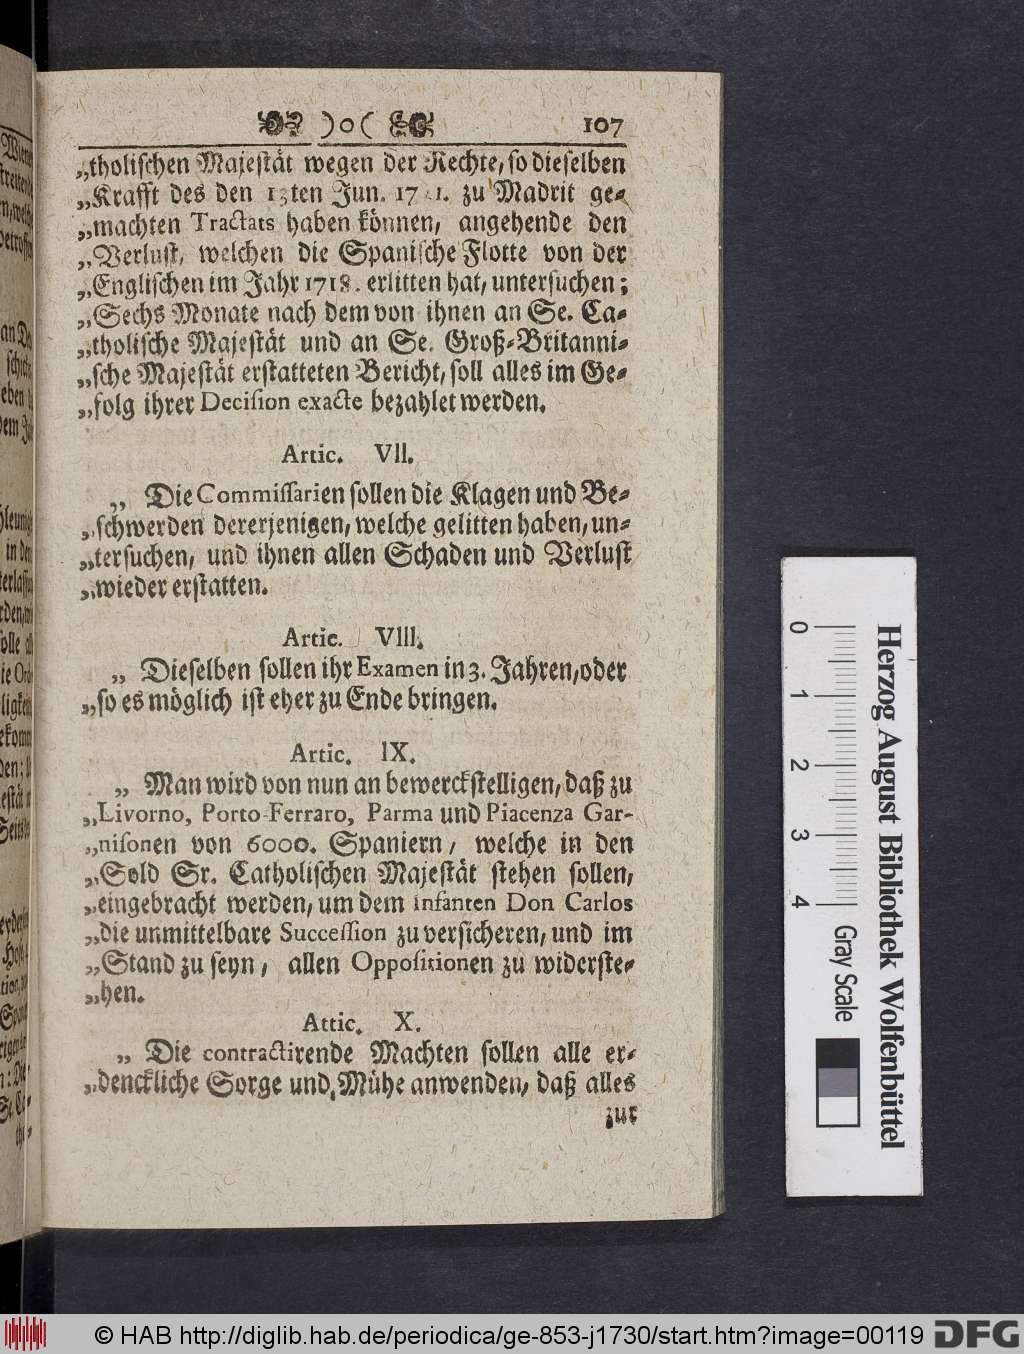 )o( 107
„tholischen Majestät wegen der Rechte, so dieselben
„Krafft des den 13ten Jun. 17 1. zu Madrit ge-
„machten Tractats haben können, angehende den
„Verlust, welchen die Spanische Flotte von der
„Englischen im Jahr 1718. erlitten hat, untersuchen;
„Sechs Monate nach dem von ihnen an Se. Ca-
„tholische Majestät und an Se. Groß-Britanni-
„sche Majestät erstatteten Bericht, soll alles im Ge-
„folg ihrer Decision exacte bezahlet werden.
Artic. VII.
„ Die Commissarien sollen die Klagen und Be-
„schwerden dererjenigen, welche gelitten haben, un-
„tersuchen, und ihnen allen Schaden und Verlust
„wieder erstatten.
Artic. VIII.
„ Dieselben sollen ihr Examen in 3. Jahren, oder
„so es möglich ist eher zu Ende bringen.
Artic. IX.
„ Man wird von nun an bewerckstelligen, daß zu
„Livorno, Porto-Ferraro, Parma und Piacenza Gar-
„nisonen von 6000. Spaniern, welche in den
„Sold Sr. Catholischen Majestät stehen sollen,
„eingebracht werden, um dem Infanten Don Carlos
„die unmittelbare Succession zu versicheren, und im
„Stand zu seyn, allen Oppositionen zu widerste-
„hen.
Attic. X.
„ Die contractirende Machten sollen alle er-
„denckliche Sorge und Mühe anwenden, daß alles
zur
0 1 2 3 4
Gray Scale
Herzog August Bibliothek Wolfenbüttel
© HAB http://diglib.hab.de/periodica/ge-853-j1730/start.htm?image=00119 DFG